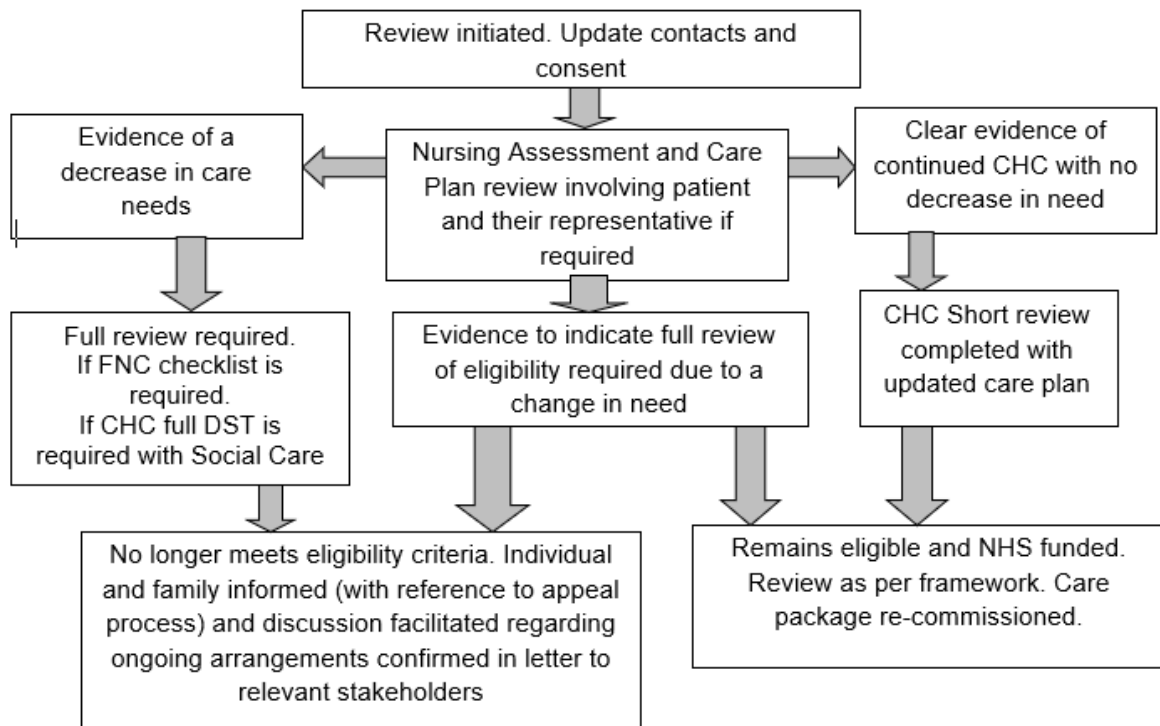 Review initiated. Update contacts and
consent
Evidence of a
decrease in care
needs
Nursing Assessment and Care
Plan review involving patient
and their representative if
required
Clear evidence of
continued CHC with no
decrease in need
Full review required.
If FNC checklist is
required.
If CHC full DST is
required with Social Care
Evidence to indicate full review
of eligibility required due to a
change in need
CHC Short review
completed with
updated care plan
No longer meets eligibility criteria. Individual
and family informed (with reference to appeal
process) and discussion facilitated regarding
ongoing arrangements confirmed in letter to
relevant stakeholders
Remains eligible and NHS funded.
Review as per framework. Care
package re-commissioned.